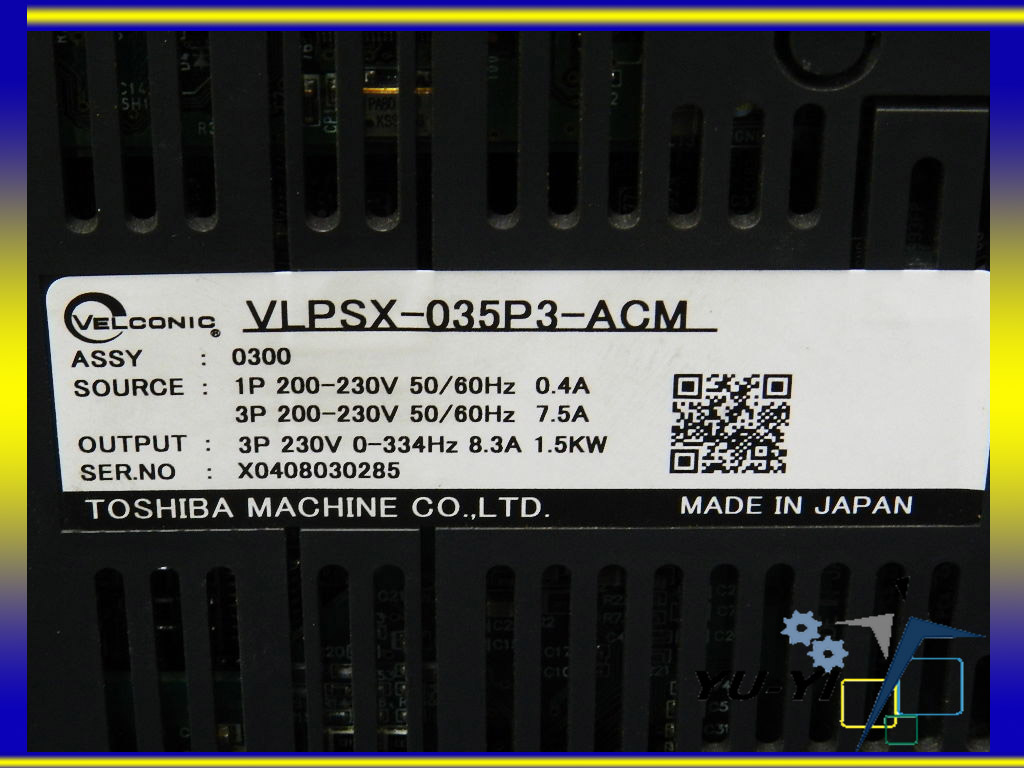 VELCONIC® VLPSX-035P3-ACM
ASSY : 0300
SOURCE : 1P 200-230V 50/60Hz 0.4A
3P 200-230V 50/60Hz 7.5A
OUTPUT : 3P 230V 0-334Hz 8.3A 1.5KW
SER.NO : X0408030285
TOSHIBA MACHINE CO.,LTD. MADE IN JAPAN
YU-YI